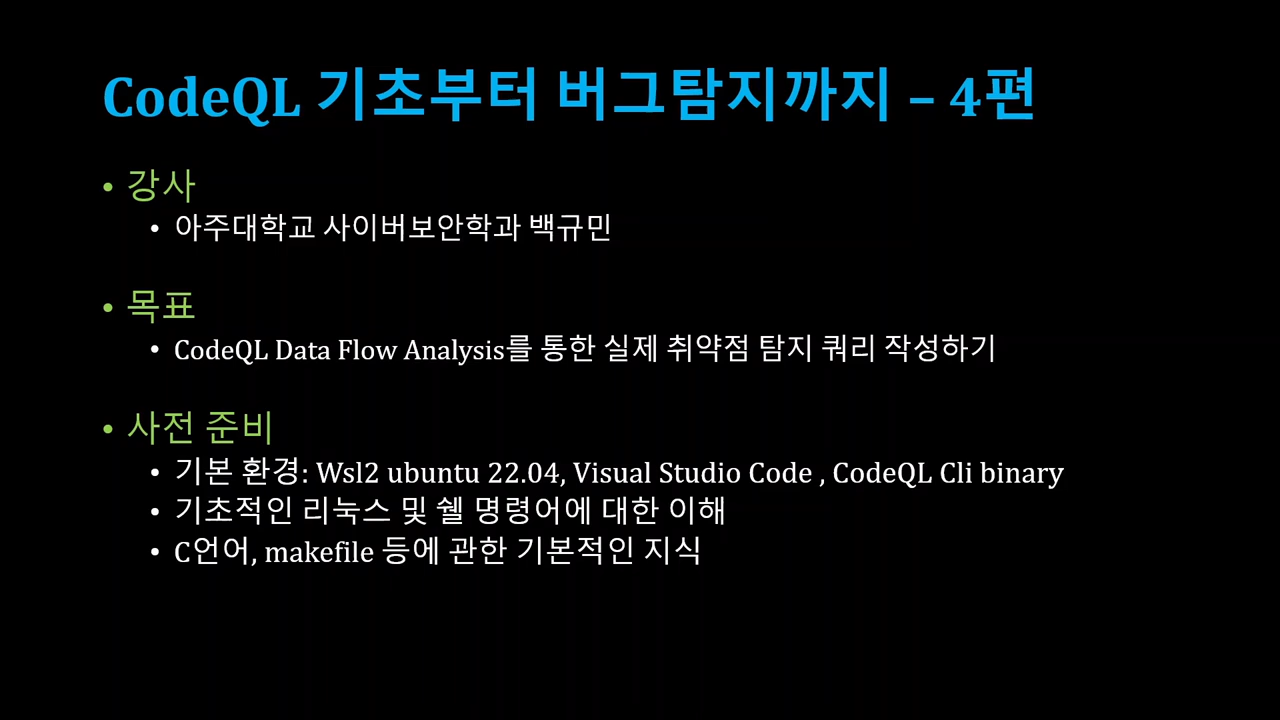 CodeQL 기초부터 버그탐지까지 – 4편
• 강사
• 아주대학교 사이버보안학과 백규민
• 목표
• CodeQL Data Flow Analysis를 통한 실제 취약점 탐지 쿼리 작성하기
• 사전 준비
• 기본 환경: Wsl2 ubuntu 22.04, Visual Studio Code , CodeQL Cli binary
• 기초적인 리눅스 및 쉘 명령어에 대한 이해
• C언어, makefile 등에 관한 기본적인 지식